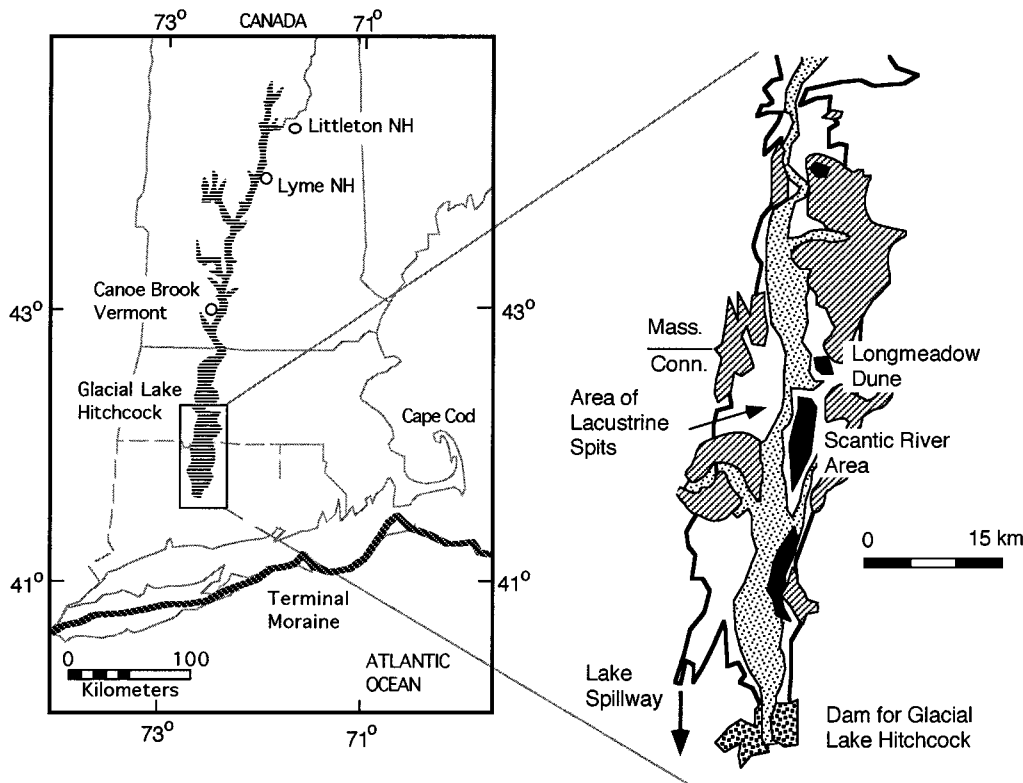 73° CANADA 71°
Littleton NH
Lyme NH
Canoe Brook
Vermont
43° 43°
Glacial Lake
Hitchcock
Cape Cod
41° 41°
Terminal
Moraine
0 100
Kilometers
ATLANTIC
OCEAN
73° 71°
Mass.
Conn.
Longmeadow
Dune
Area of
Lacustrine
Spits
Scantic River
Area
0 15 km
Lake
Spillway
Dam for Glacial
Lake Hitchcock